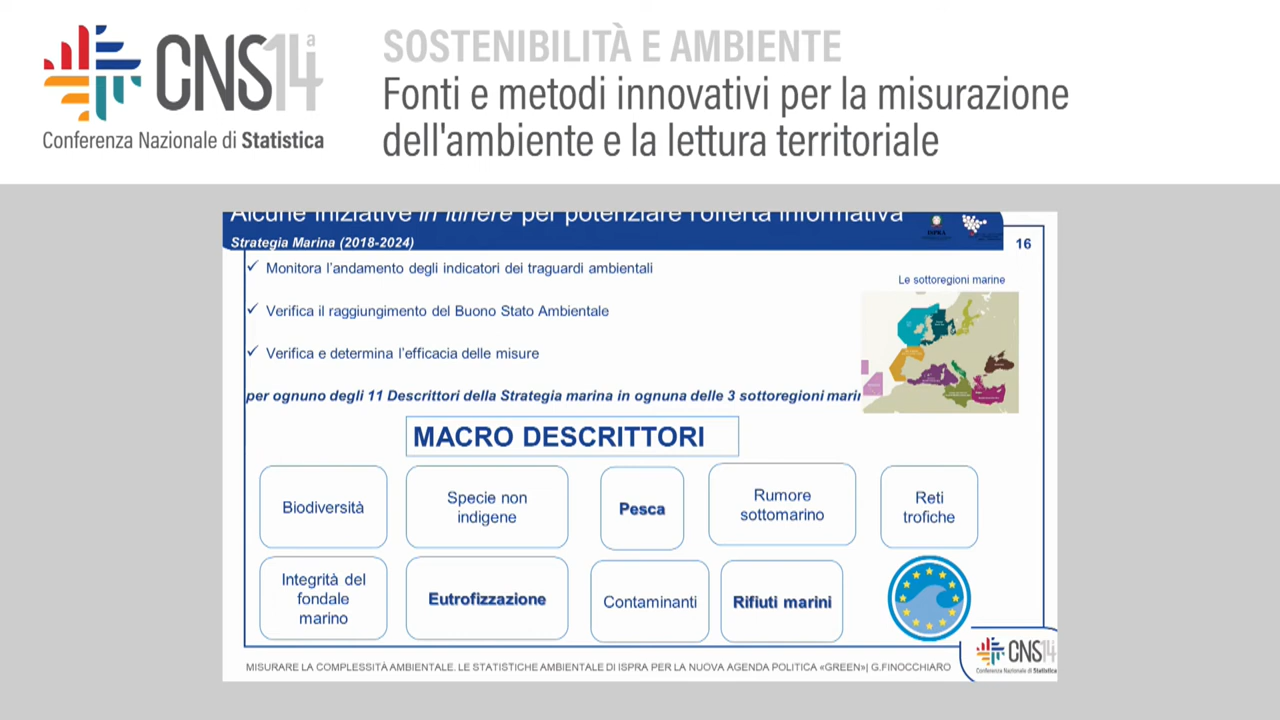 CNS14a
Conferenza Nazionale di Statistica
SOSTENIBILITÀ E AMBIENTE
Fonti e metodi innovativi per la misurazione
dell'ambiente e la lettura territoriale
Alcune iniziative in itinere per potenziare l'offerta informativa
Strategia Marina (2018-2024)
ISPRA
16
✓ Monitora l'andamento degli indicatori dei traguardi ambientali
✓ Verifica il raggiungimento del Buono Stato Ambientale
✓ Verifica e determina l'efficacia delle misure
per ognuno degli 11 Descrittori della Strategia marina in ognuna delle 3 sottoregioni marin
Le sottoregioni marine
MACRO DESCRITTORI
Biodiversità
Specie non
indigene
Pesca
Rumore
sottomarino
Reti
trofiche
Integrità del
fondale
marino
Eutrofizzazione
Contaminanti
Rifiuti marini
MISURARE LA COMPLESSITÀ AMBIENTALE. LE STATISTICHE AMBIENTALE DI ISPRA PER LA NUOVA AGENDA POLITICA «GREEN»| G.FINOCCHIARO
CNS14
Conferenza Nazionale di Statistica